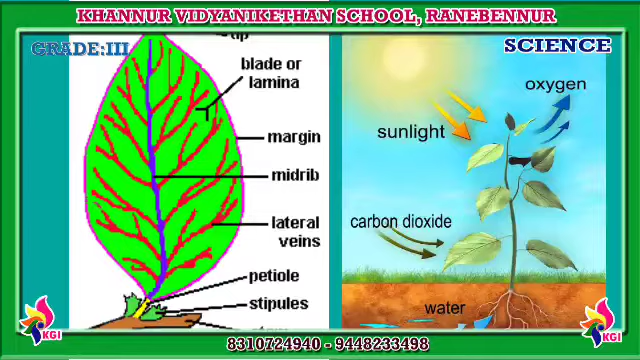 KHANNUR VIDYANIKETHAN SCHOOL, RANEBENNUR
GRADE:III
SCIENCE
tip
blade or
lamina
margin
midrib
lateral
veins
petiole
stipules
oxygen
sunlight
carbon dioxide
water
KGI
KGI
8310724940 - 9448233498